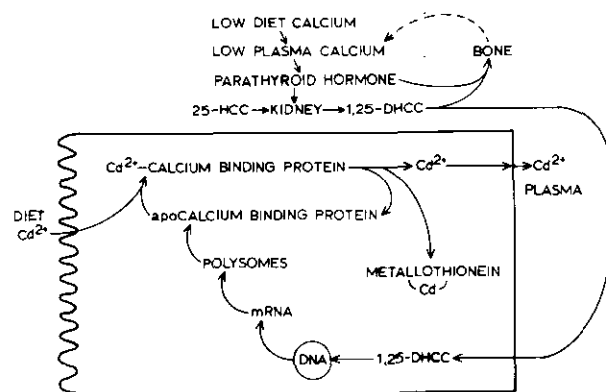 LOW DIET CALCIUM
LOW PLASMA CALCIUM
BONE
PARATHYROID HORMONE
25-HCC→KIDNEY→1,25-DHCC
Cd²⁺–CALCIUM BINDING PROTEIN
Cd²⁺
Cd²⁺
PLASMA
DIET
Cd²⁺
apoCALCIUM BINDING PROTEIN
POLYSOMES
METALLOTHIONEIN
Cd
mRNA
DNA
1,25-DHCC